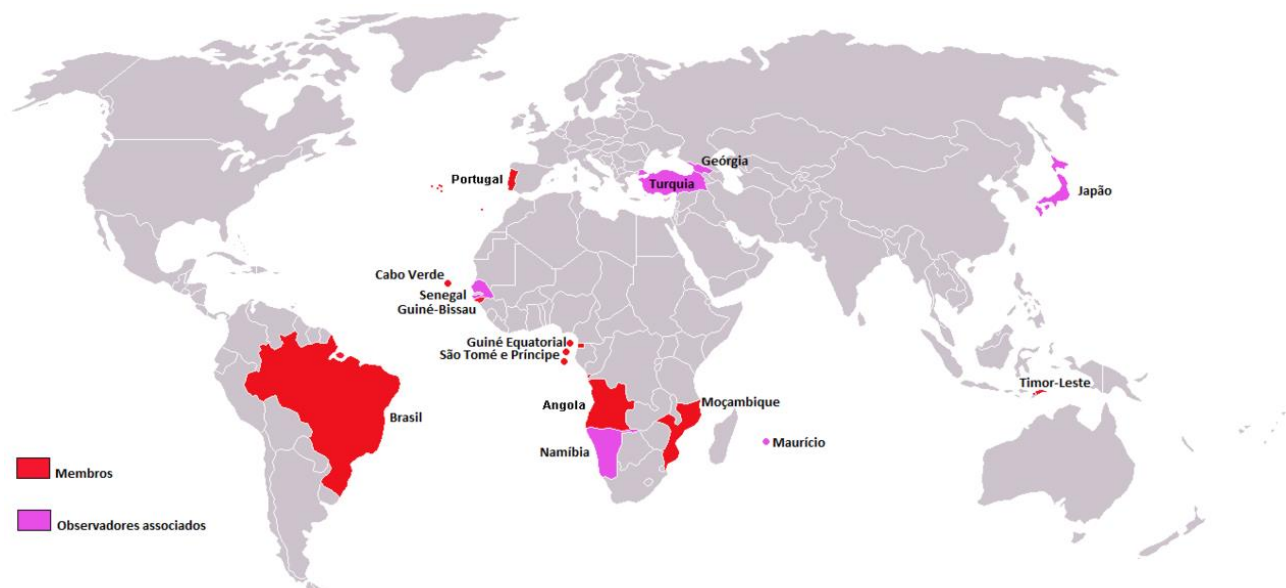 Geórgia
Portugal
Turquia
Japão
Cabo Verde
Senegal
Guiné-Bissau
Guiné Equatorial
São Tomé e Príncipe
Timor-Leste
Angola
Moçambique
Brasil
Maurício
Namíbia
Membros
Observadores associados